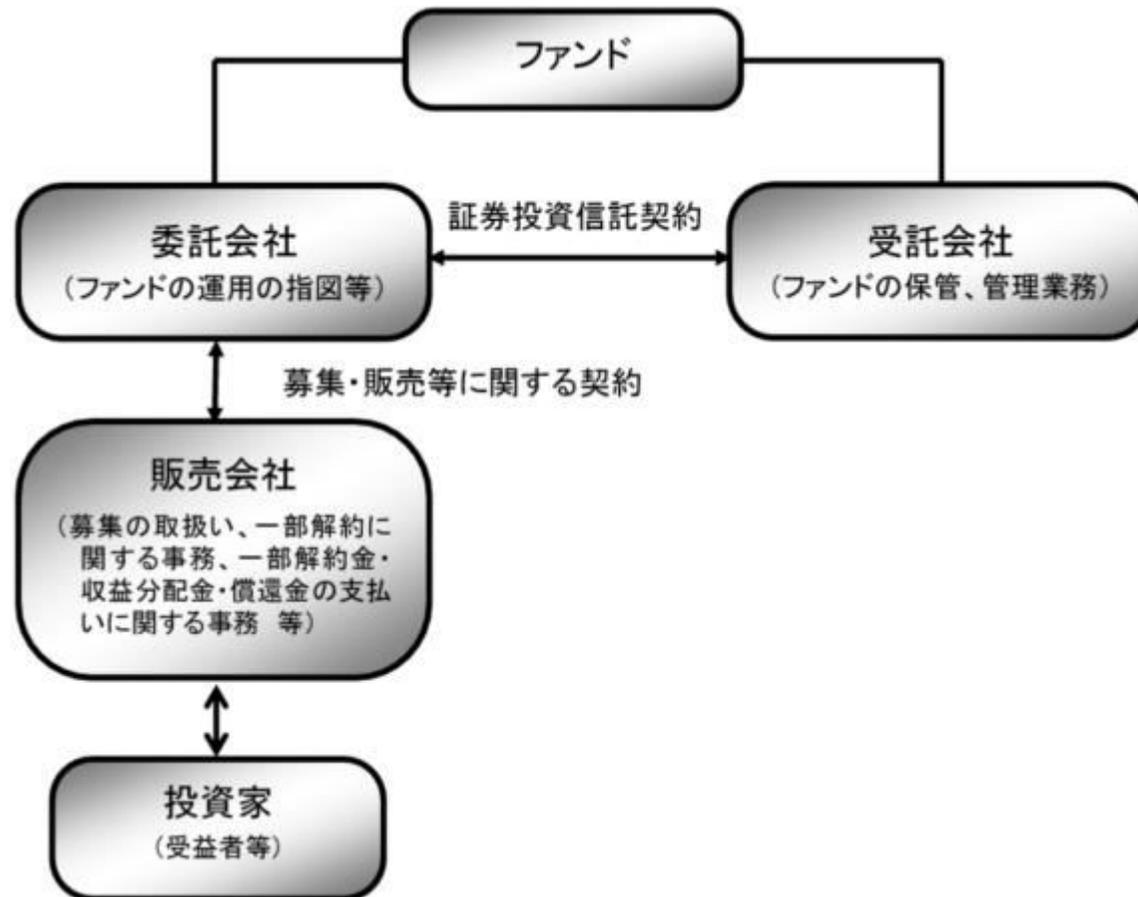 ファンド
委託会社
(ファンドの運用の指図等)
証券投資信託契約
受託会社
(ファンドの保管、管理業務)
募集・販売等に関する契約
販売会社
(募集の取扱い、一部解約に
関する事務、一部解約金・
収益分配金・償還金の支払
いに関する事務 等)
投資家
(受益者等)